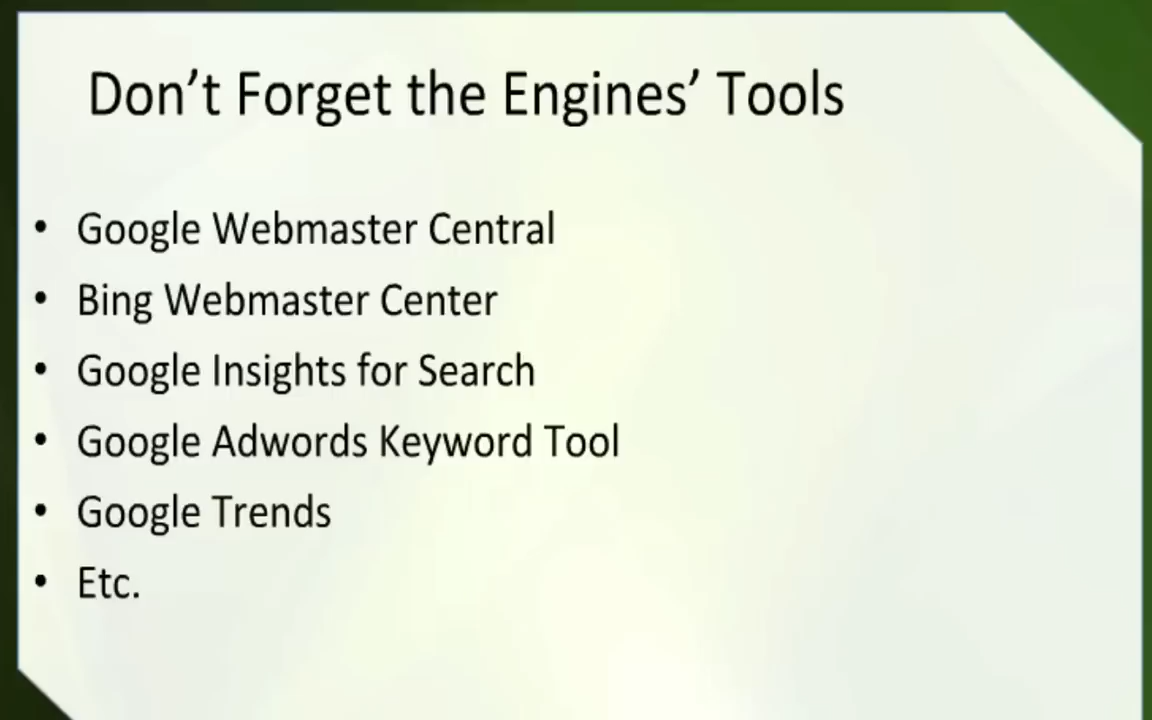 Don’t Forget the Engines’ Tools
• Google Webmaster Central
• Bing Webmaster Center
• Google Insights for Search
• Google Adwords Keyword Tool
• Google Trends
• Etc.